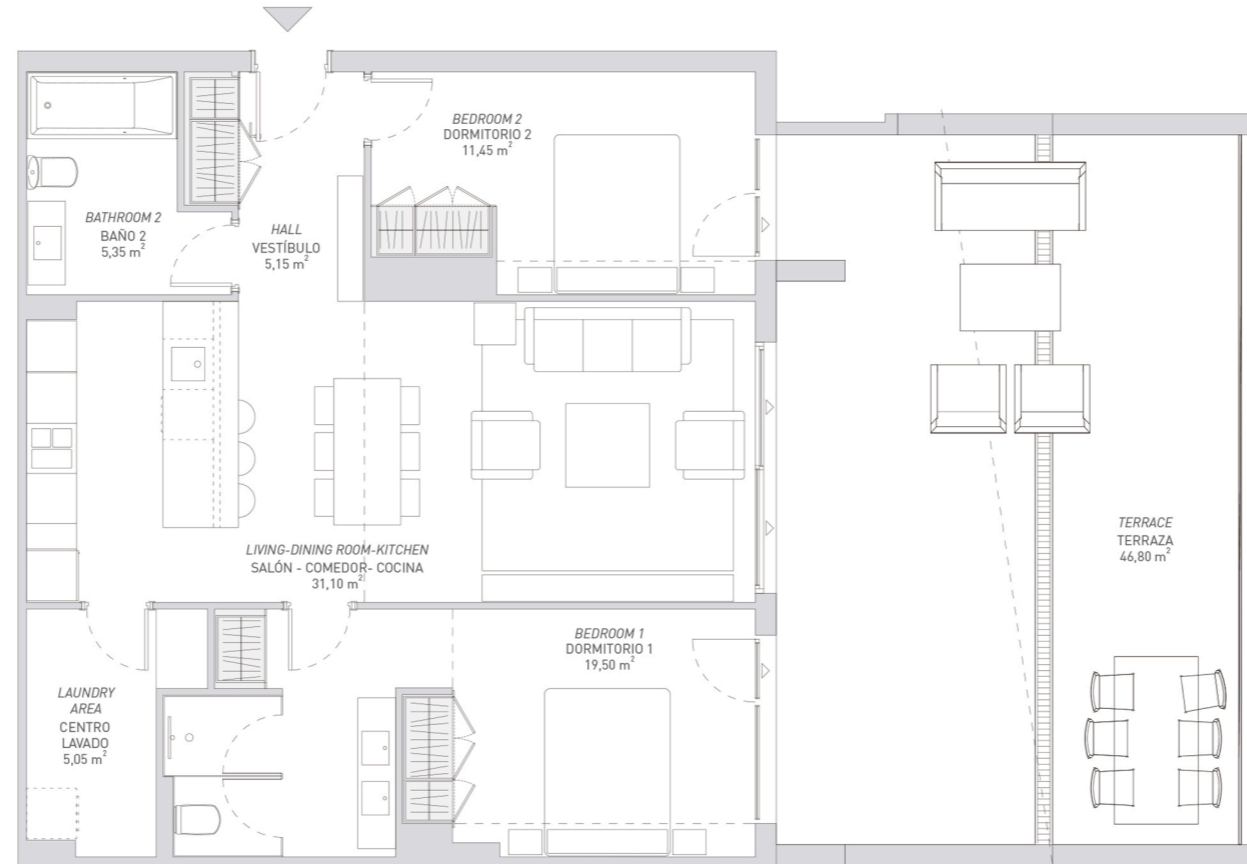 BEDROOM 2
DORMITORIO 2
11,45 m²
BATHROOM 2
BAÑO 2
5,35 m²
HALL
VESTÍBULO
5,15 m²
LIVING-DINING ROOM-KITCHEN
SALÓN - COMEDOR- COCINA
31,10 m²
TERRACE
TERRAZA
46,80 m²
BEDROOM 1
DORMITORIO 1
19,50 m²
LAUNDRY
AREA
CENTRO
LAVADO
5,05 m²